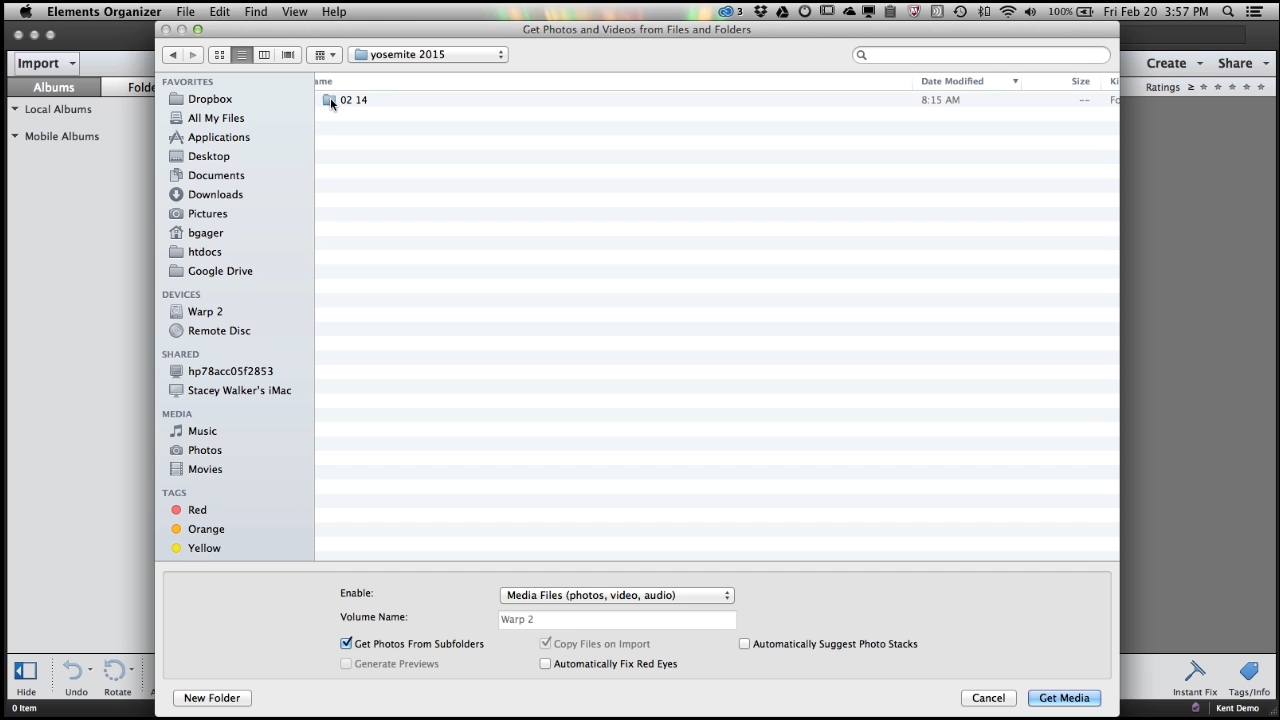 Elements Organizer File Edit Find View Help 3 100% Fri Feb 20 3:57 PM
Get Photos and Videos from Files and Folders
Import yosemite 2015 Create Share
Albums Folde FAVORITES ame Date Modified Size Ki Ratings ≥
Local Albums Dropbox 02 14 8:15 AM -- Fo
All My Files
Mobile Albums Applications
Desktop
Documents
Downloads
Pictures
bgager
htdocs
Google Drive
DEVICES
Warp 2
Remote Disc
SHARED
hp78acc05f2853
Stacey Walker's iMac
MEDIA
Music
Photos
Movies
TAGS
Red
Orange
Yellow
Enable: Media Files (photos, video, audio)
Volume Name: Warp 2
Get Photos From Subfolders Copy Files on Import Automatically Suggest Photo Stacks
Generate Previews Automatically Fix Red Eyes
Hide Undo Rotate A New Folder Cancel Get Media Instant Fix Tags/Info
0 Item Kent Demo